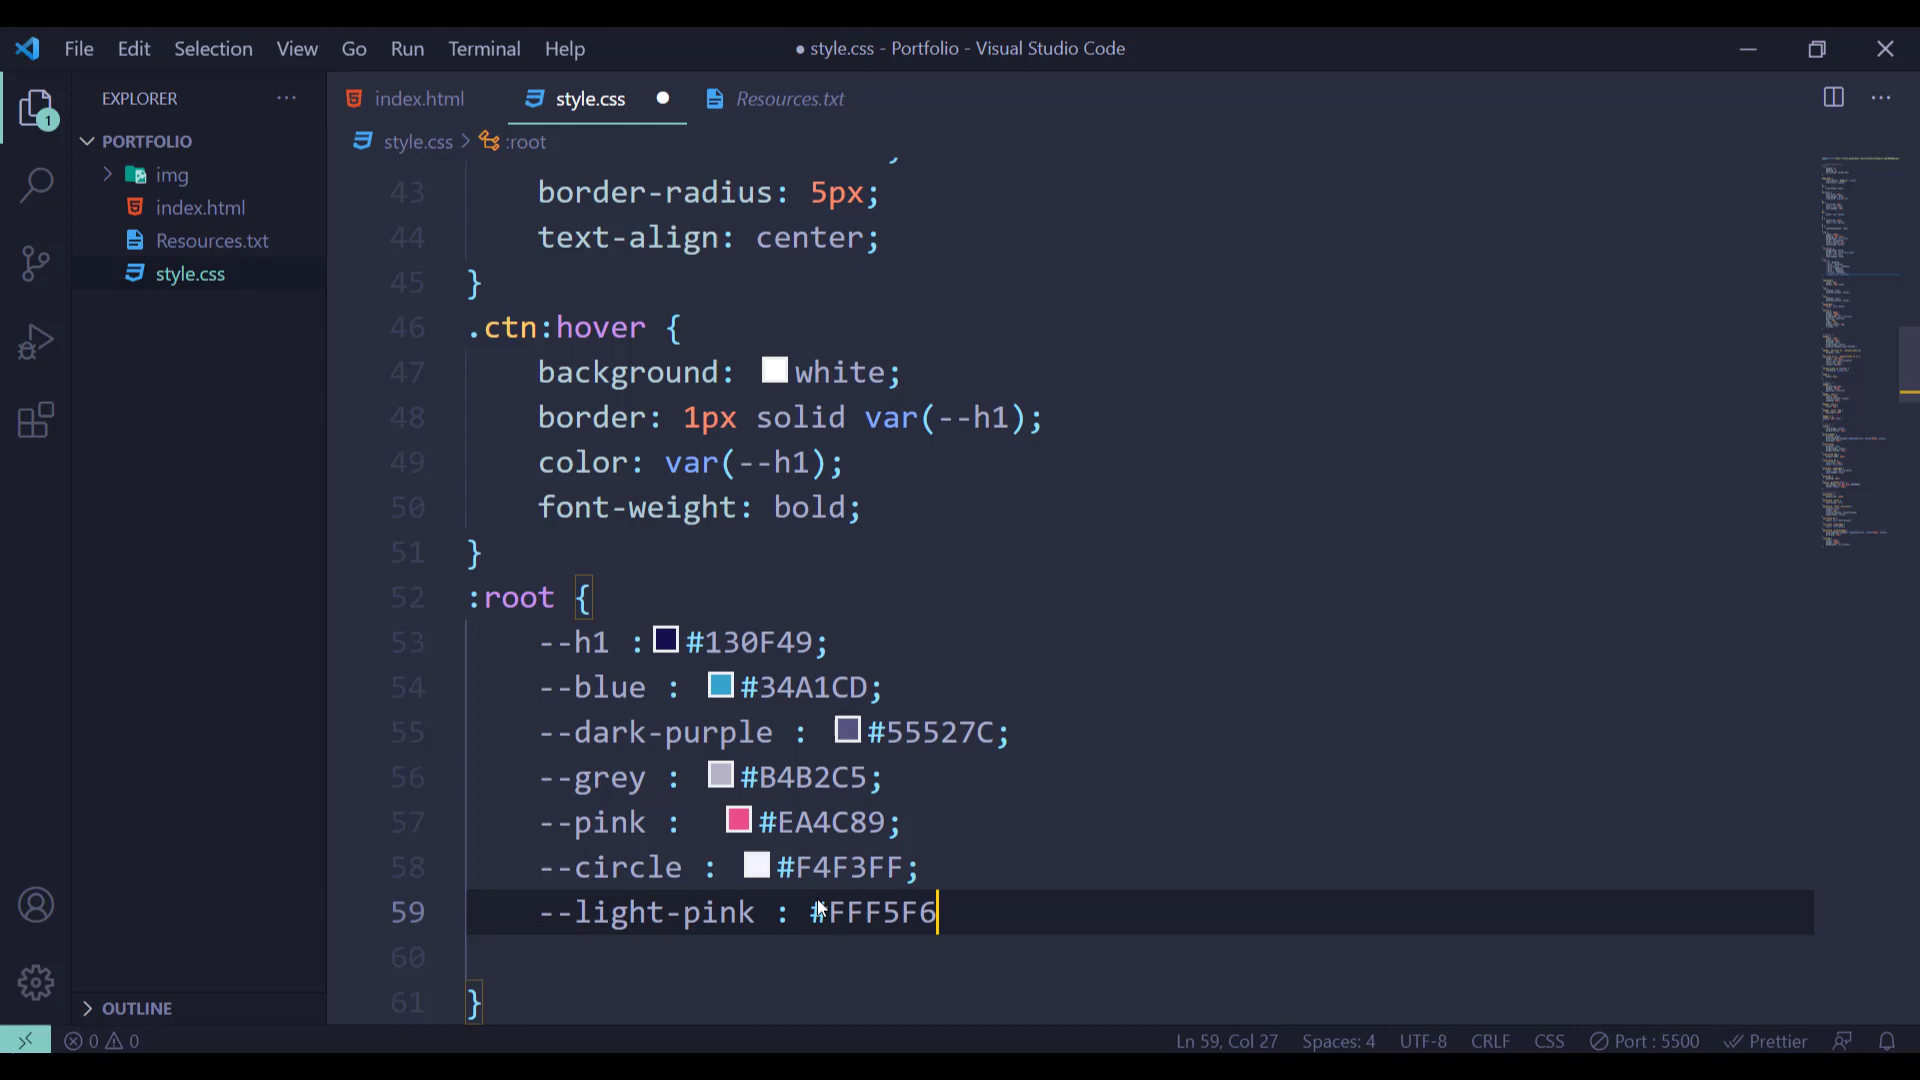 File Edit Selection View Go Run Terminal Help
● style.css - Portfolio - Visual Studio Code
EXPLORER
index.html
style.css
Resources.txt
PORTFOLIO
style.css > :root
img
index.html
Resources.txt
style.css
1
43 border-radius: 5px;
44 text-align: center;
45 }
46 .ctn:hover {
47 background: white;
48 border: 1px solid var(--h1);
49 color: var(--h1);
50 font-weight: bold;
51 }
52 :root {
53 --h1 : #130F49;
54 --blue : #34A1CD;
55 --dark-purple : #55527C;
56 --grey : #B4B2C5;
57 --pink : #EA4C89;
58 --circle : #F4F3FF;
59 --light-pink : #FFF5F6
60
61 }
OUTLINE
0 0
Ln 59, Col 27 Spaces: 4 UTF-8 CRLF CSS Port : 5500 Prettier